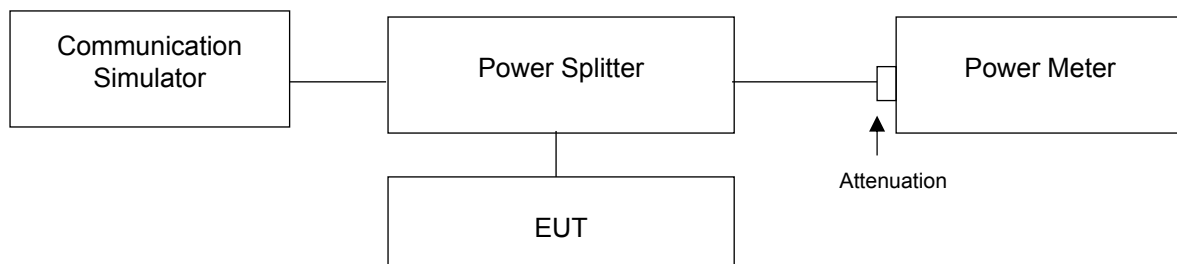 Communication
Simulator
Power Splitter
Power Meter
Attenuation
EUT